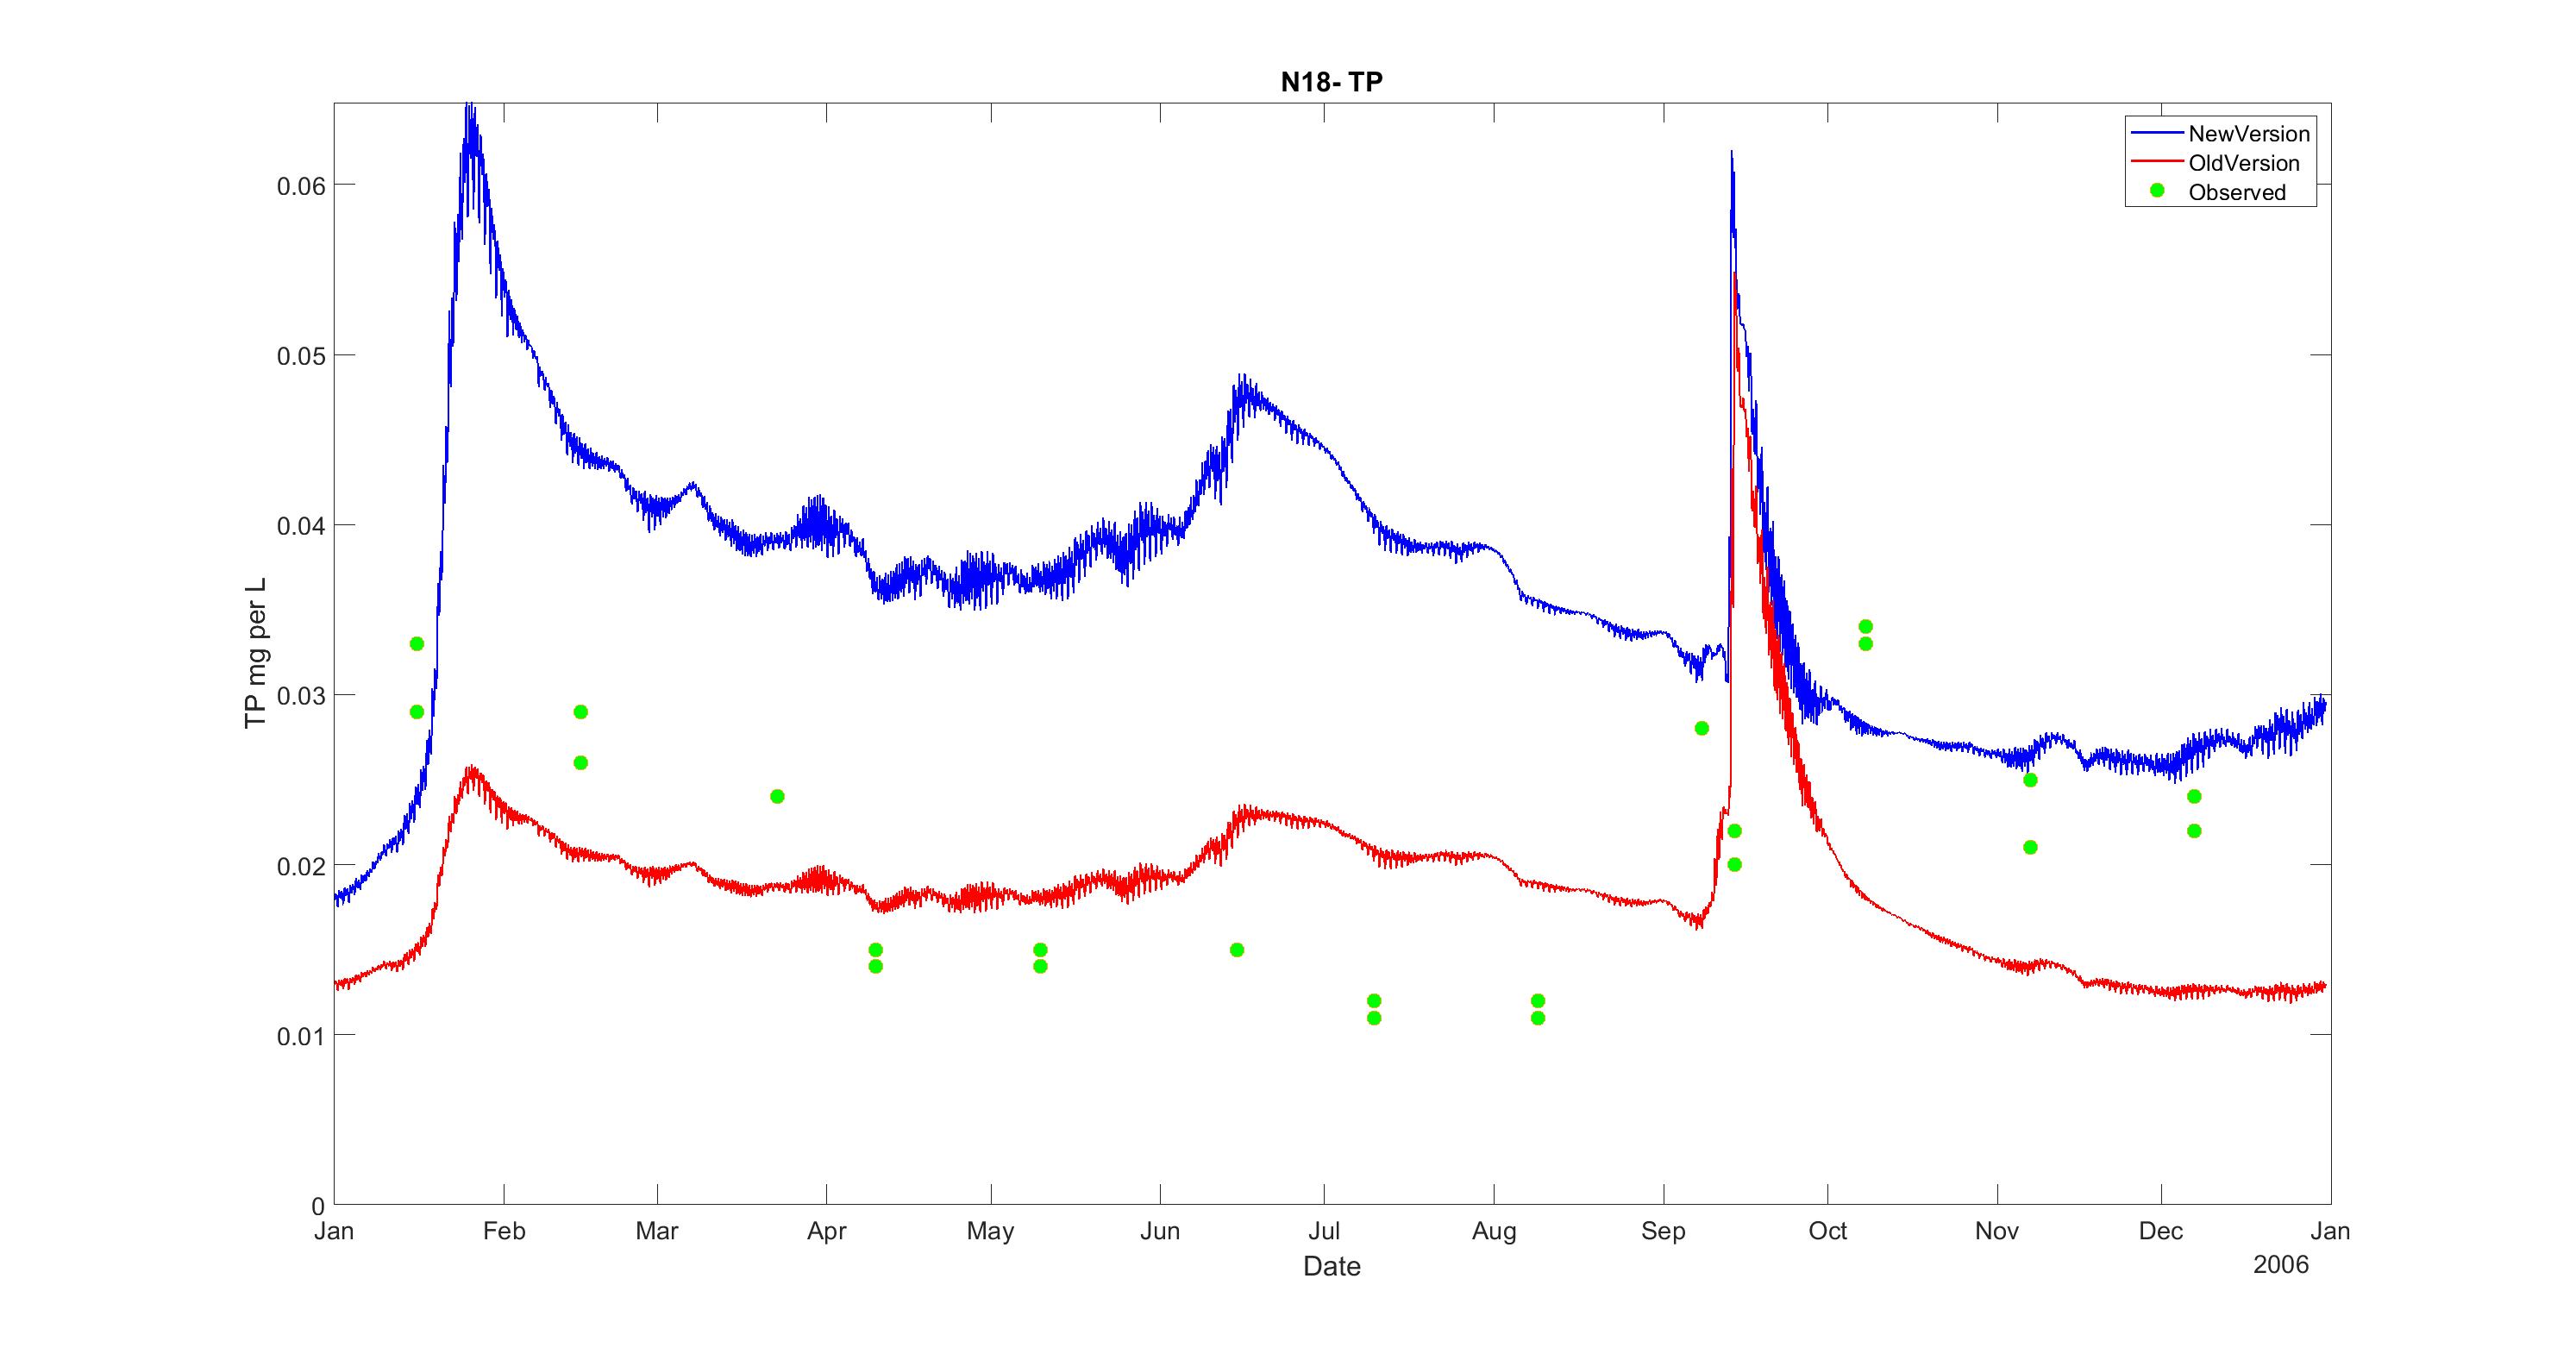 N18- TP
NewVersion
OldVersion
Observed
0.06
0.05
0.04
0.03
0.02
0.01
0
TP mg per L
Jan Feb Mar Apr May Jun Jul Aug Sep Oct Nov Dec Jan
2006
Date